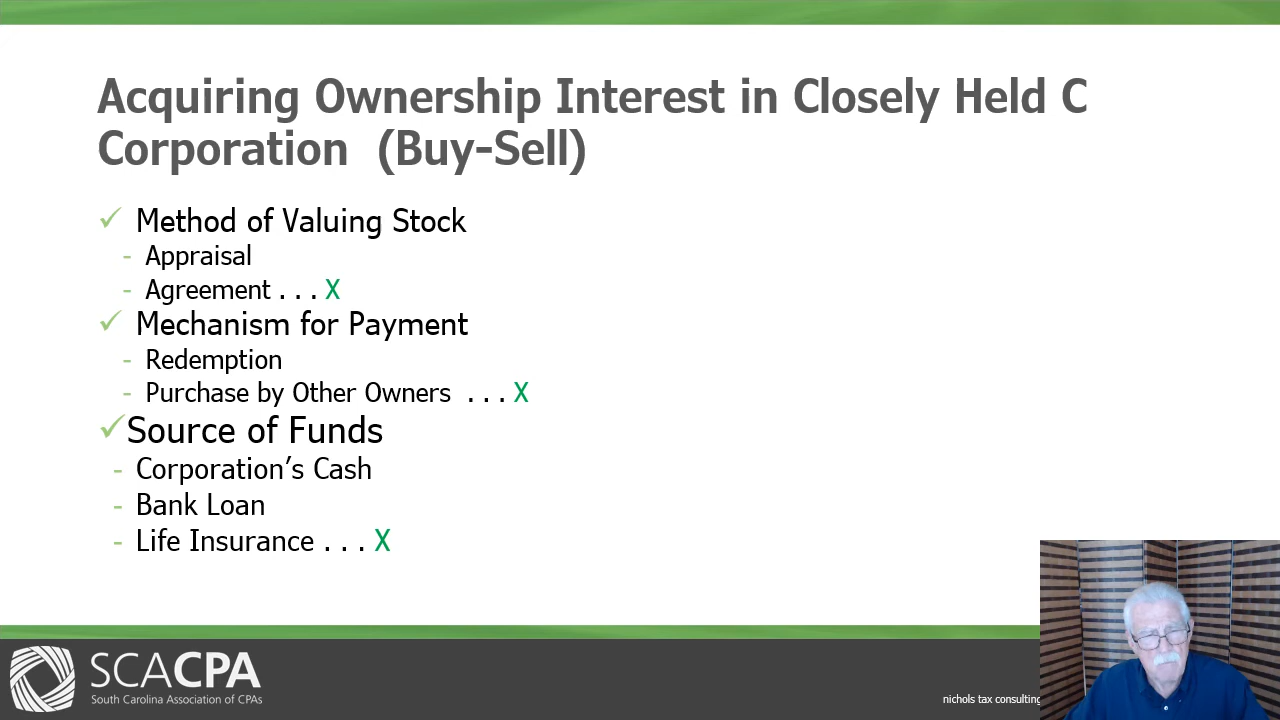 Acquiring Ownership Interest in Closely Held C
Corporation (Buy-Sell)
✓ Method of Valuing Stock
- Appraisal
- Agreement . . . X
✓ Mechanism for Payment
- Redemption
- Purchase by Other Owners . . . X
✓Source of Funds
- Corporation’s Cash
- Bank Loan
- Life Insurance . . . X
SCACPA
South Carolina Association of CPAs
nichols tax consulting